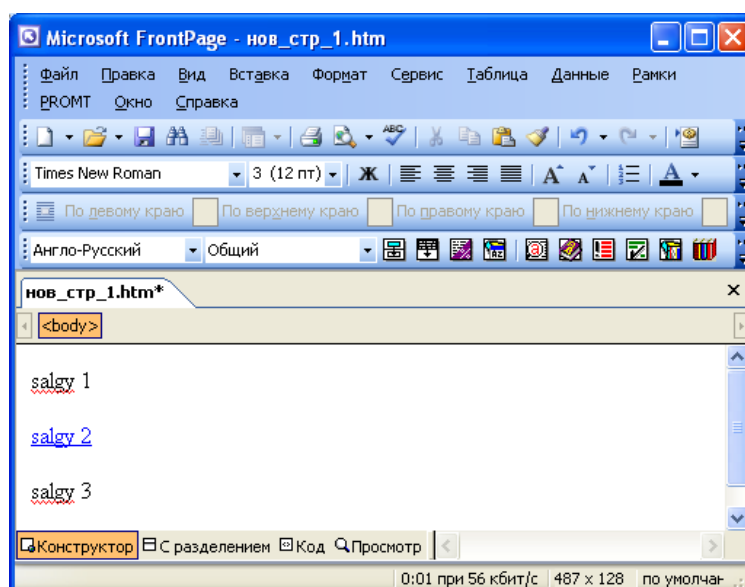 Microsoft FrontPage - нов_стр_1.htm
Файл Правка Вид Вставка Формат Сервис Таблица Данные Рамки
PROMT Окно Справка
ABC
Times New Roman 3 (12 пт) Ж A A A
По левому краю По верхнему краю По правому краю По нижнему краю
Англо-Русский Общий
нов_стр_1.htm*
<body>
salgy 1
salgy 2
salgy 3
Конструктор С разделением Код Просмотр
0:01 при 56 кбит/с 487 x 128 по умолчан